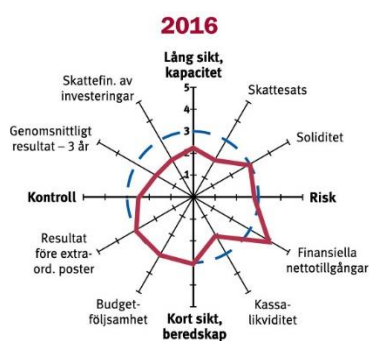 2016
Lång sikt,
kapacitet
Skattefin. av
investeringar
Skattesats
Genomsnittligt
resultat – 3 år
Soliditet
5
4
3
2
1
Kontroll
Risk
Resultat
före extra-
ord. poster
Finansiella
nettotillgångar
Budget-
följsamhet
Kassa-
likviditet
Kort sikt,
beredskap